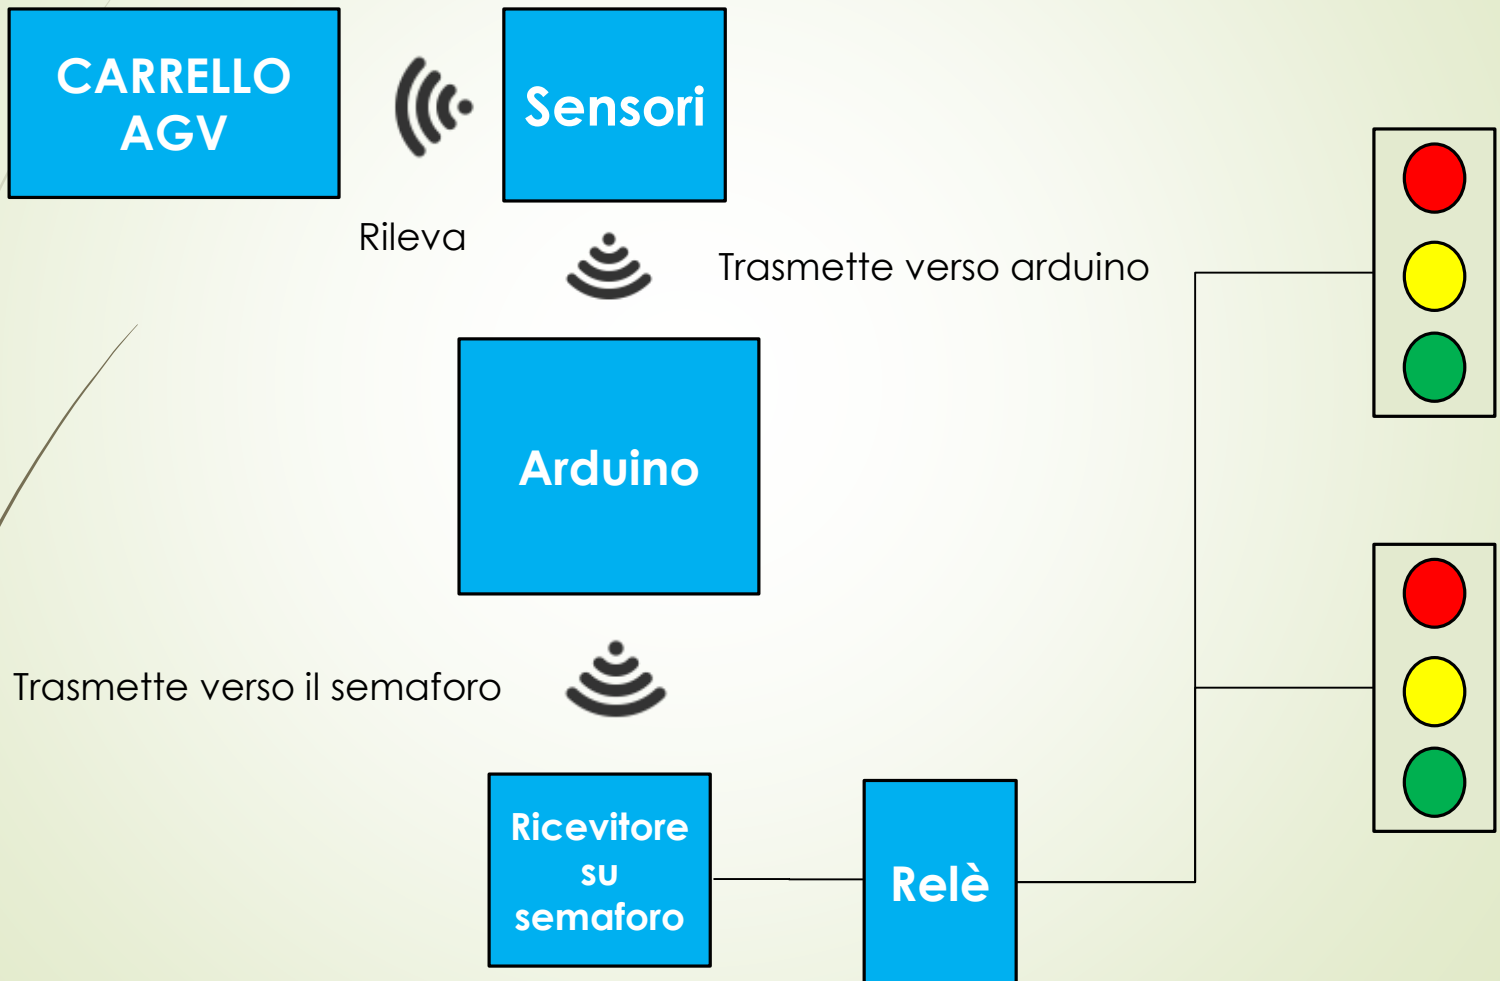 CARRELLO
AGV
Sensori
Rileva
Trasmette verso arduino
Arduino
Trasmette verso il semaforo
Ricevitore
su
semaforo
Relè